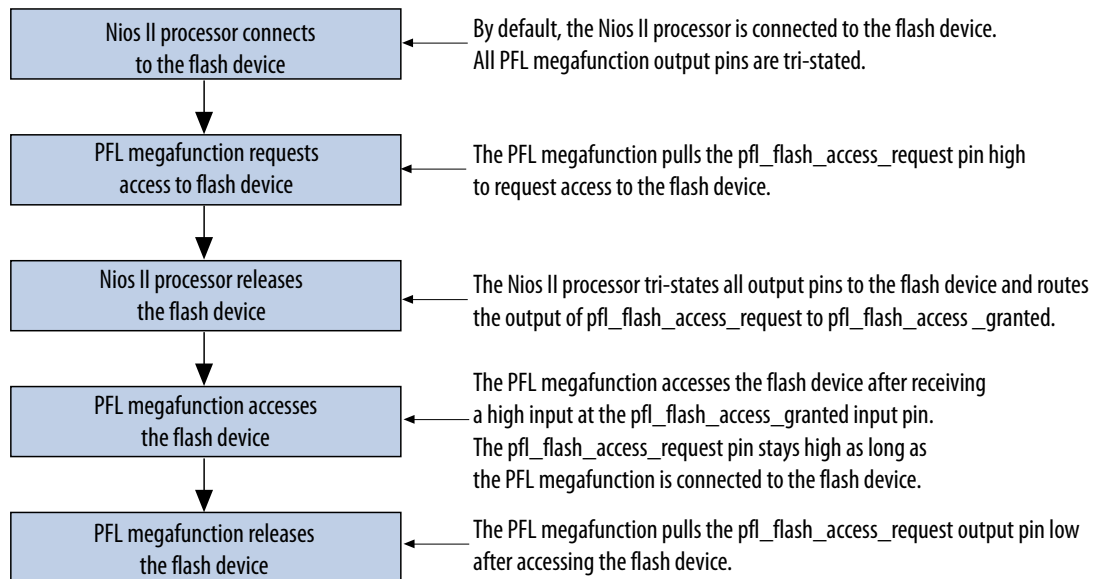 Nios II processor connects
to the flash device
By default, the Nios II processor is connected to the flash device.
All PFL megafunction output pins are tri-stated.
PFL megafunction requests
access to flash device
The PFL megafunction pulls the pfl_flash_access_request pin high
to request access to the flash device.
Nios II processor releases
the flash device
The Nios II processor tri-states all output pins to the flash device and routes
the output of pfl_flash_access_request to pfl_flash_access _granted.
PFL megafunction accesses
the flash device
The PFL megafunction accesses the flash device after receiving
a high input at the pfl_flash_access_granted input pin.
The pfl_flash_access_request pin stays high as long as
the PFL megafunction is connected to the flash device.
PFL megafunction releases
the flash device
The PFL megafunction pulls the pfl_flash_access_request output pin low
after accessing the flash device.